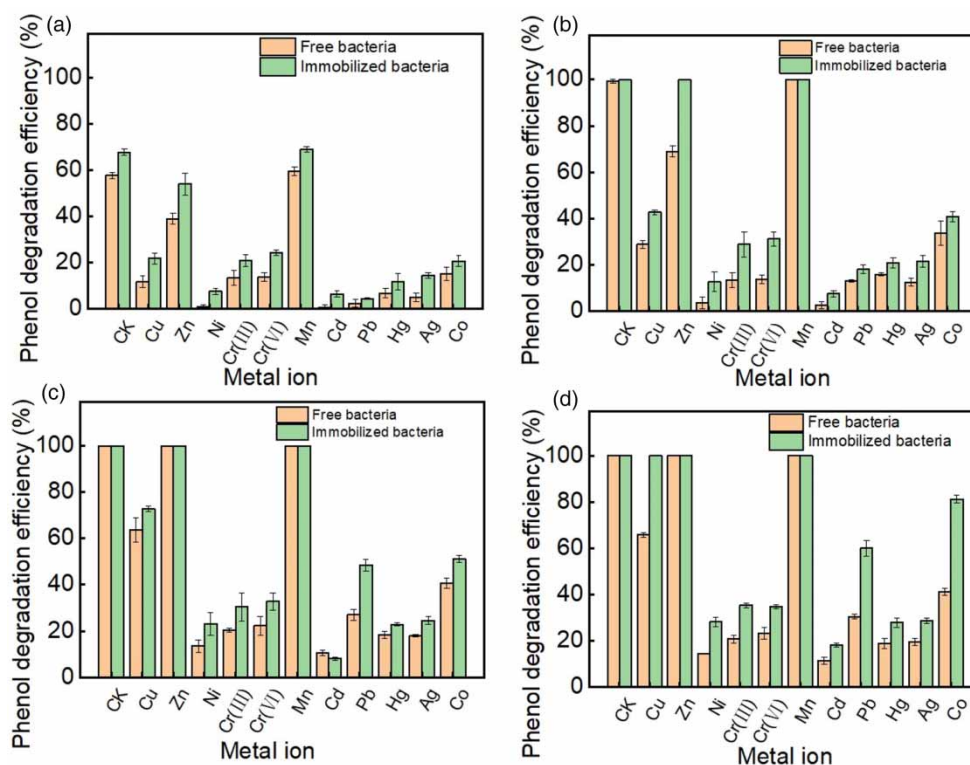 (a)
Phenol degradation efficiency (%)
Free bacteria
Immobilized bacteria
100
80
60
40
20
0
CK Cu Zn Ni Cr(III) Cr(VI) Mn Cd Pb Hg Ag Co
Metal ion
(b)
Phenol degradation efficiency (%)
Free bacteria
Immobilized bacteria
100
80
60
40
20
0
CK Cu Zn Ni Cr(III) Cr(VI) Mn Cd Pb Hg Ag Co
Metal ion
(c)
Phenol degradation efficiency (%)
Free bacteria
Immobilized bacteria
100
80
60
40
20
0
CK Cu Zn Ni Cr(III) Cr(VI) Mn Cd Pb Hg Ag Co
Metal ion
(d)
Phenol degradation efficiency (%)
Free bacteria
Immobilized bacteria
100
80
60
40
20
0
CK Cu Zn Ni Cr(III) Cr(VI) Mn Cd Pb Hg Ag Co
Metal ion